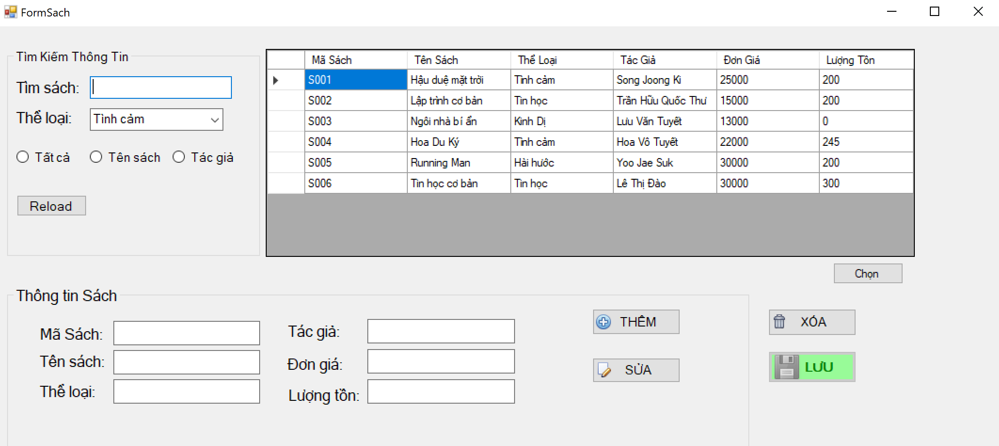 FormSach
Tìm Kiếm Thông Tin
Tìm sách:
Thể loại: Tình cảm
Tất cả Tên sách Tác giả
Reload
Mã Sách Tên Sách Thể Loại Tác Giả Đơn Giá Lượng Tồn
S001 Hậu duệ mặt trời Tình cảm Song Joong Ki 25000 200
S002 Lập trình cơ bản Tin học Trần Hữu Quốc Thư 15000 200
S003 Ngôi nhà bí ẩn Kinh Dị Lưu Văn Tuyết 13000 0
S004 Hoa Du Ký Tình cảm Hoa Vô Tuyết 22000 245
S005 Running Man Hài hước Yoo Jae Suk 30000 200
S006 Tin học cơ bản Tin học Lê Thị Đào 30000 300
Chọn
Thông tin Sách
Mã Sách: Tác giả: THÊM XÓA
Tên sách: Đơn giá: SỬA LƯU
Thể loại: Lượng tồn: